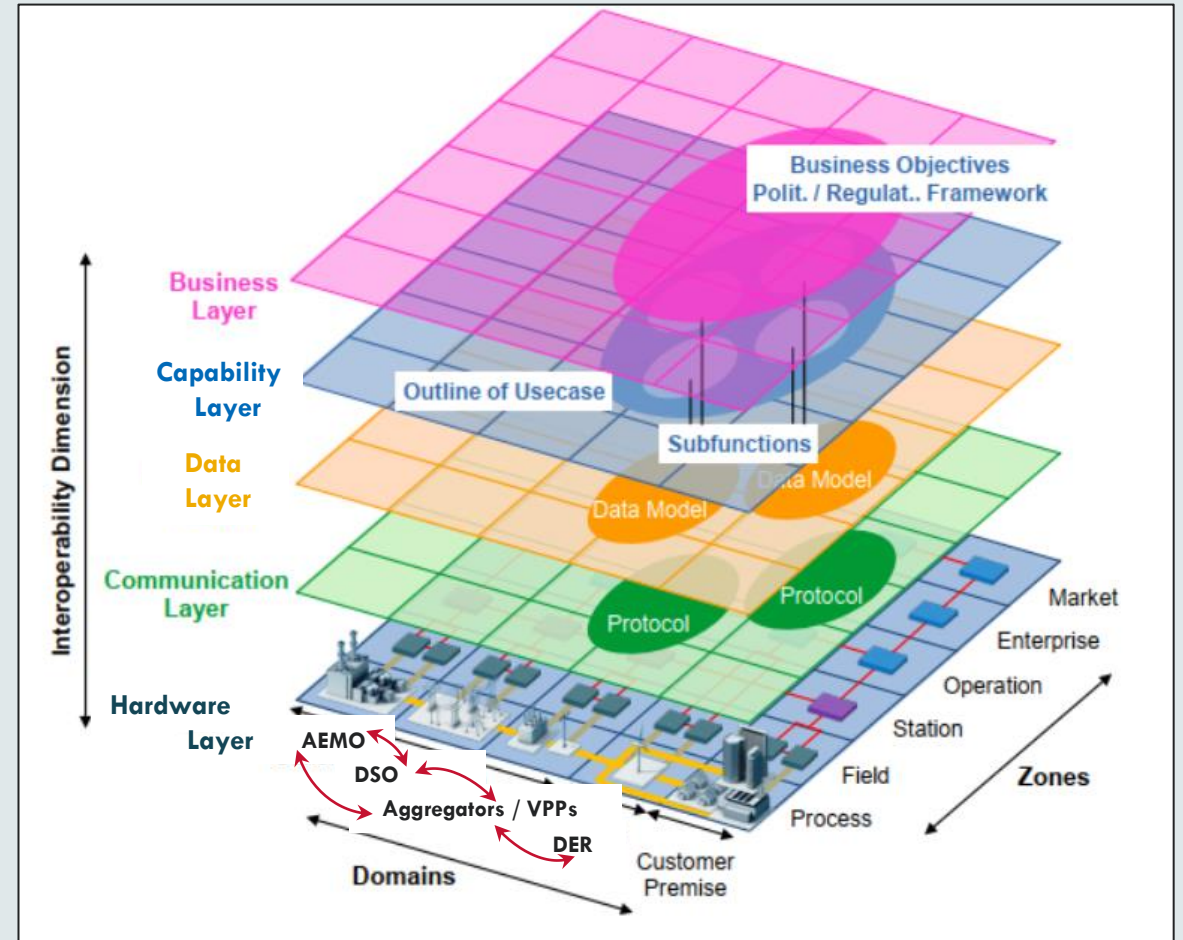 Business Objectives
Polit. / Regulat.. Framework
Business
Layer
Capability
Layer
Outline of Usecase
Subfunctions
Data
Layer
Data Model
Data Model
Communication
Layer
Protocol
Protocol
Hardware
Layer
Interoperability Dimension
Market
Enterprise
Operation
Station
Field
Process
Zones
AEMO
DSO
Aggregators / VPPs
DER
Customer
Premise
Domains